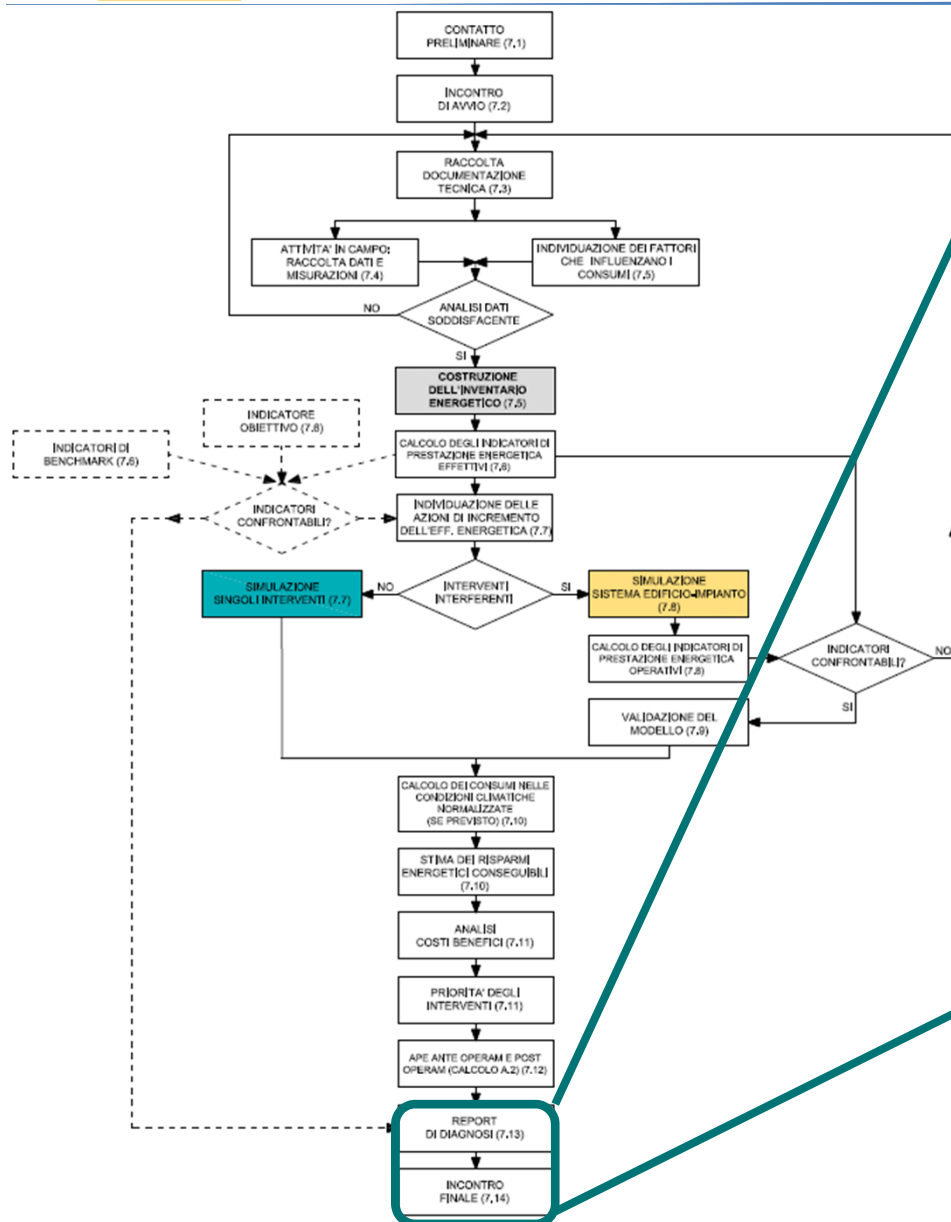 CONTATTO
PRELIMINARE (7.1)
INCONTRO
DI AVVIO (7.2)
RACCOLTA
DOCUMENTAZIONE
TECNICA (7.3)
ATTIVITA' IN CAMPO:
RACCOLTA DATI E
MISURAZIONI (7.4)
INDIVIDUAZIONE DEI FATTORI
CHE INFLUENZANO I
CONSUMI (7.5)
NO
ANALISI DATI
SODDISFACENTE
SI
COSTRUZIONE
DELL'INVENTARIO
ENERGETICO (7.5)
INDICATORE
OBIETTIVO (7.6)
INDICATORI DI
BENCHMARK (7.6)
CALCOLO DEGLI INDICATORI DI
PRESTAZIONE ENERGETICA
EFFETTIVI (7.6)
INDICATORI
CONFRONTABILI?
INDIVIDUAZIONE DELLE
AZIONI DI INCREMENTO
DELL'EFF. ENERGETICA (7.7)
SIMULAZIONE
SINGOLI INTERVENTI (7.7)
NO
INTERVENTI
INTERFERENTI
SI
SIMULAZIONE
SISTEMA EDIFICIO-IMPIANTO
(7.8)
CALCOLO DEGLI INDICATORI DI
PRESTAZIONE ENERGETICA
OPERATIVI (7.8)
INDICATORI
CONFRONTABILI?
NO
SI
VALIDAZIONE DEL
MODELLO (7.9)
CALCOLO DEI CONSUMI NELLE
CONDIZIONI CLIMATICHE
NORMALIZZATE
(SE PREVISTO) (7.10)
STIMA DEI RISPARMI
ENERGETICI CONSEGUIBILI
(7.10)
ANALISI
COSTI BENEFICI (7.11)
PRIORITA' DEGLI
INTERVENTI (7.11)
APE ANTE OPERAM E POST
OPERAM (CALCOLO A.2) (7.12)
REPORT
DI DIAGNOSI (7.13)
INCONTRO
FINALE (7.14)